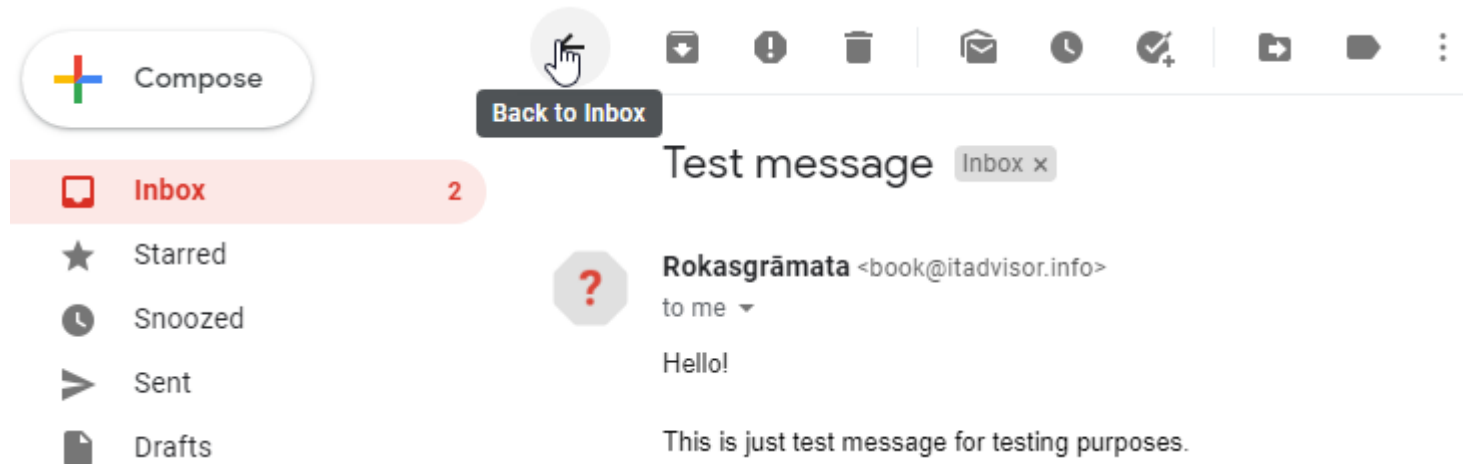 Compose
Back to Inbox
Inbox 2
Starred
Snoozed
Sent
Drafts
Test message Inbox ×
?
Rokasgrāmata <book@itadvisor.info>
to me
Hello!
This is just test message for testing purposes.